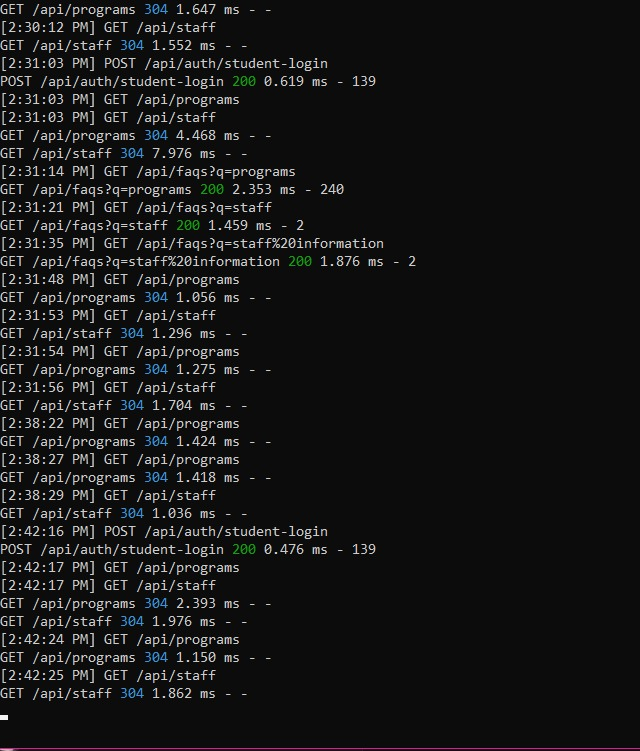 GET /api/programs 304 1.647 ms - -
[2:30:12 PM] GET /api/staff
GET /api/staff 304 1.552 ms - -
[2:31:03 PM] POST /api/auth/student-login
POST /api/auth/student-login 200 0.619 ms - 139
[2:31:03 PM] GET /api/programs
[2:31:03 PM] GET /api/staff
GET /api/programs 304 4.468 ms - -
GET /api/staff 304 7.976 ms - -
[2:31:14 PM] GET /api/faqs?q=programs
GET /api/faqs?q=programs 200 2.353 ms - 240
[2:31:21 PM] GET /api/faqs?q=staff
GET /api/faqs?q=staff 200 1.459 ms - 2
[2:31:35 PM] GET /api/faqs?q=staff%20information
GET /api/faqs?q=staff%20information 200 1.876 ms - 2
[2:31:48 PM] GET /api/programs
GET /api/programs 304 1.056 ms - -
[2:31:53 PM] GET /api/staff
GET /api/staff 304 1.296 ms - -
[2:31:54 PM] GET /api/programs
GET /api/programs 304 1.275 ms - -
[2:31:56 PM] GET /api/staff
GET /api/staff 304 1.704 ms - -
[2:38:22 PM] GET /api/programs
GET /api/programs 304 1.424 ms - -
[2:38:27 PM] GET /api/programs
GET /api/programs 304 1.418 ms - -
[2:38:29 PM] GET /api/staff
GET /api/staff 304 1.036 ms - -
[2:42:16 PM] POST /api/auth/student-login
POST /api/auth/student-login 200 0.476 ms - 139
[2:42:17 PM] GET /api/programs
[2:42:17 PM] GET /api/staff
GET /api/programs 304 2.393 ms - -
GET /api/staff 304 1.976 ms - -
[2:42:24 PM] GET /api/programs
GET /api/programs 304 1.150 ms - -
[2:42:25 PM] GET /api/staff
GET /api/staff 304 1.862 ms - -